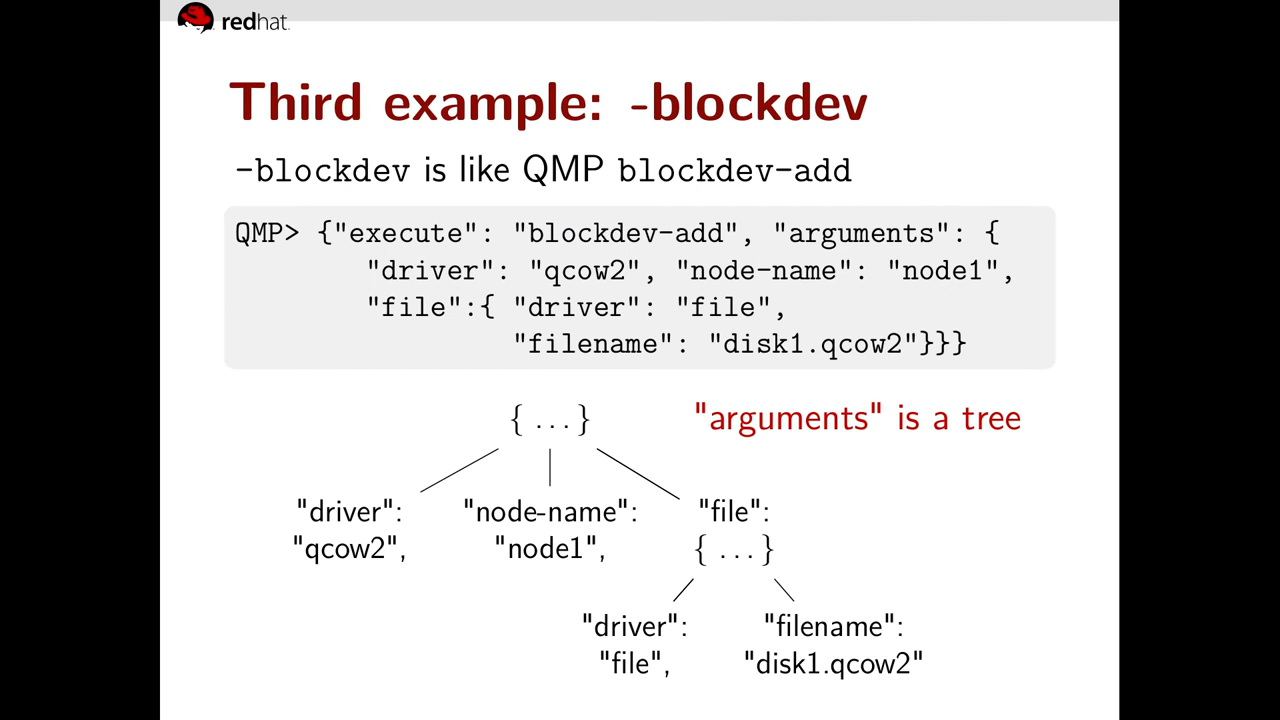 redhat.
Third example: -blockdev
-blockdev is like QMP blockdev-add
QMP> {"execute": "blockdev-add", "arguments": {
"driver": "qcow2", "node-name": "node1",
"file":{ "driver": "file",
"filename": "disk1.qcow2"}}}
{ ...}
"arguments" is a tree
"driver":
"qcow2",
"node-name":
"node1",
"file":
{ ...}
"driver":
"file",
"filename":
"disk1.qcow2"